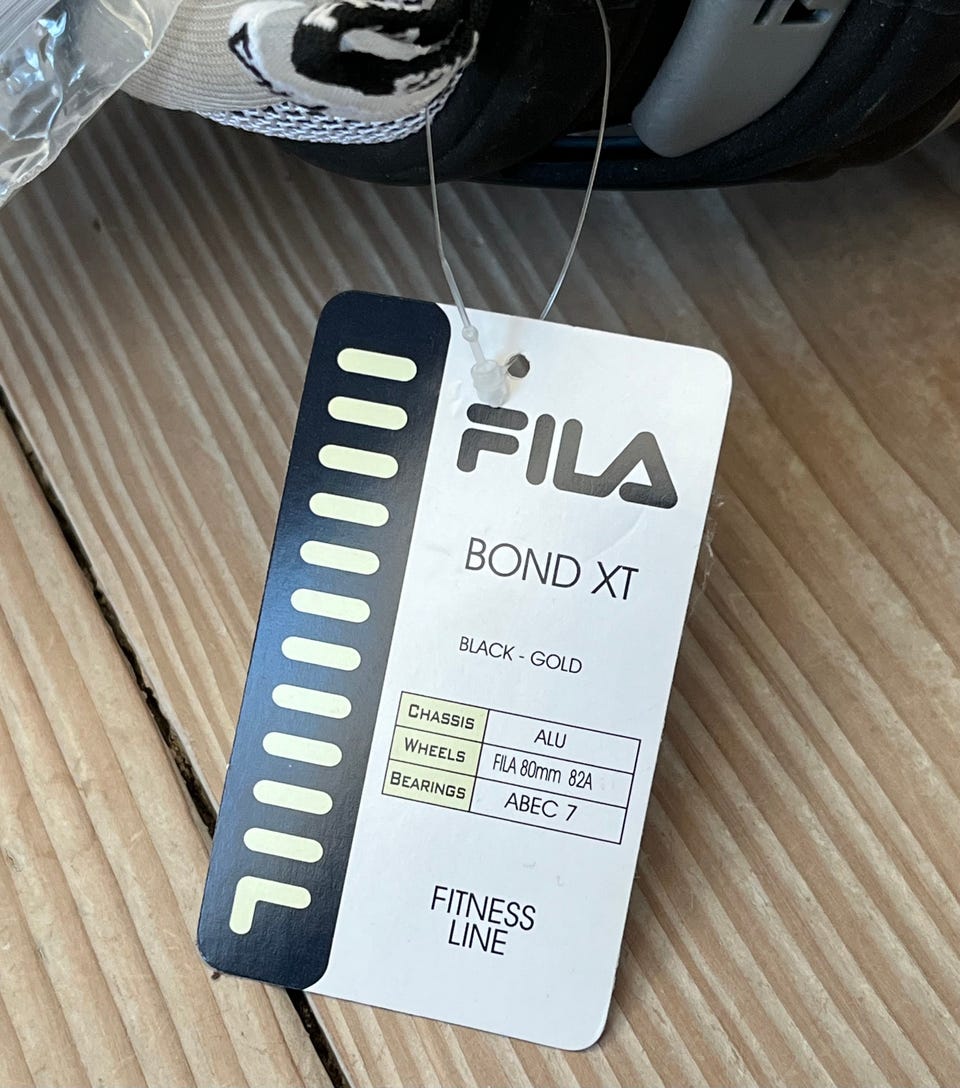 FILA
BOND XT
BLACK - GOLD
CHASSIS ALU
WHEELS FILA 80mm 82A
BEARINGS ABEC 7
FITNESS
LINE